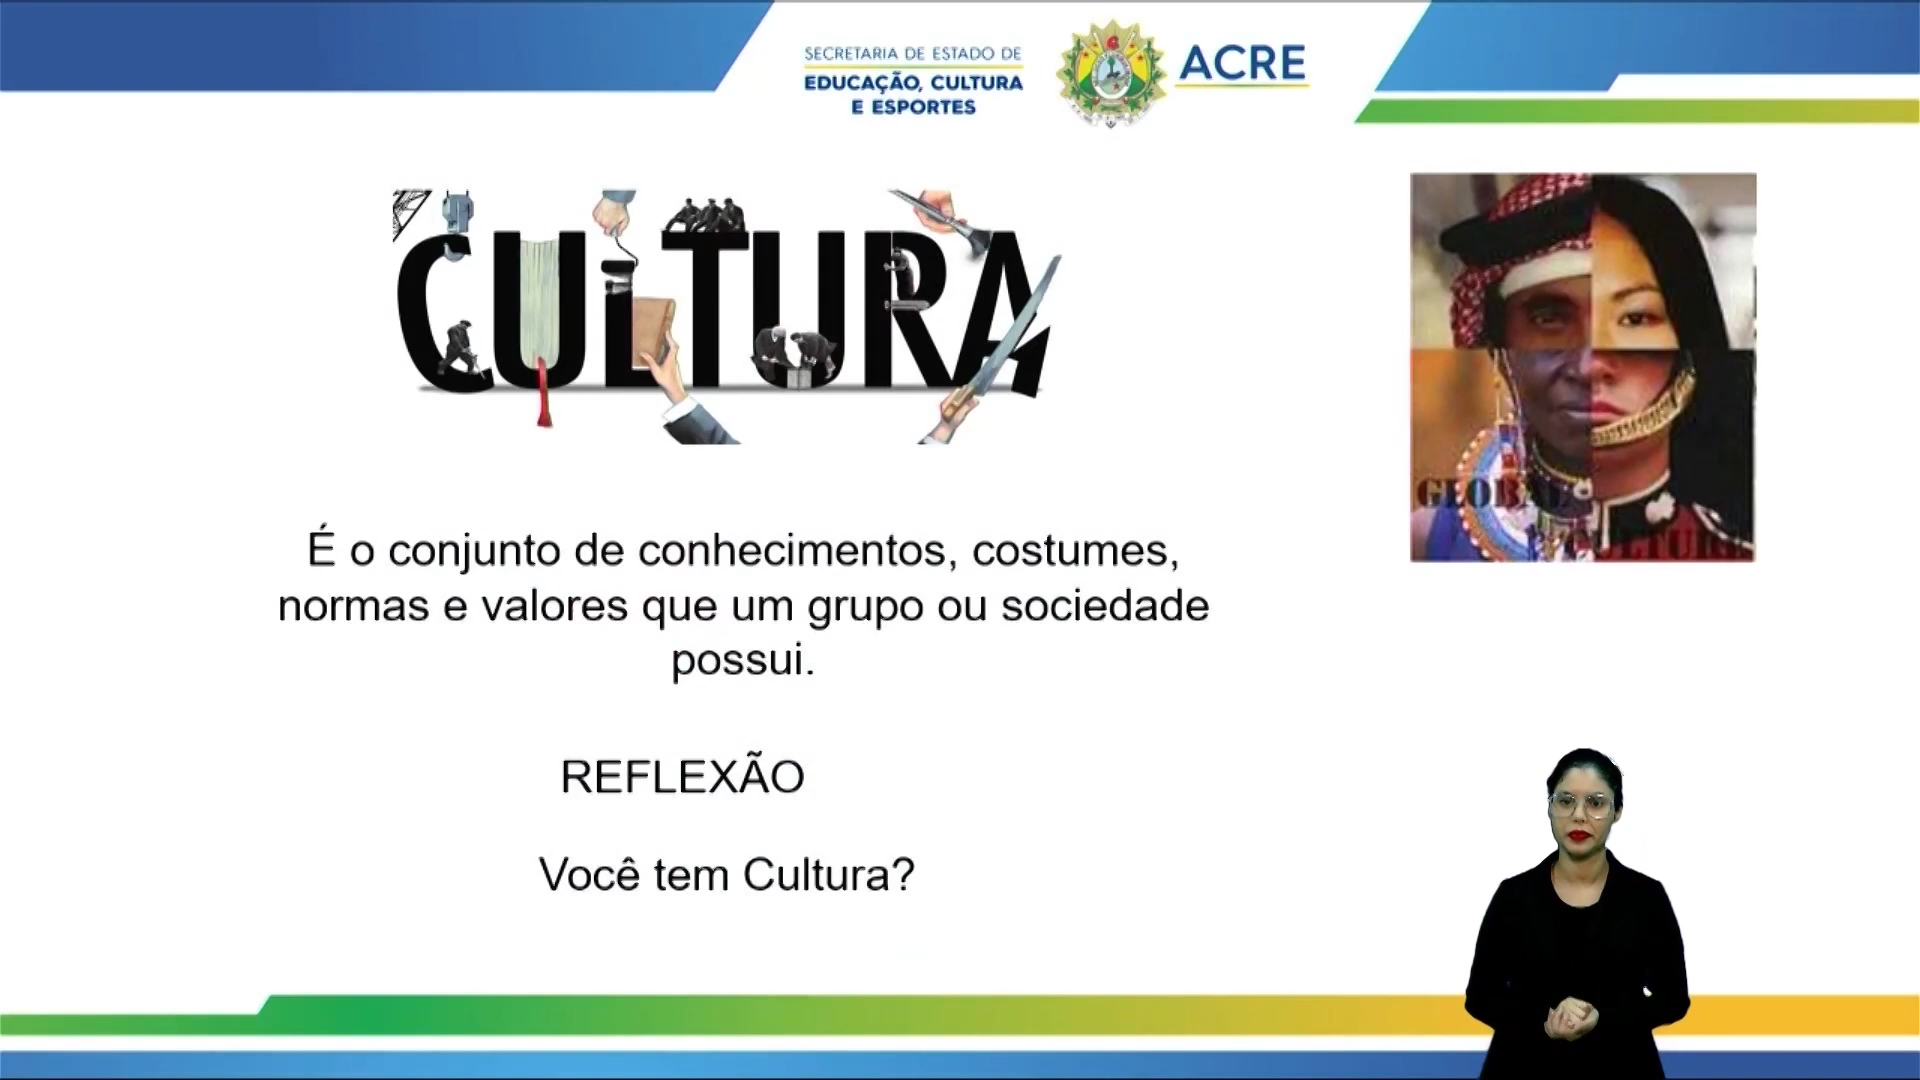 SECRETARIA DE ESTADO DE
EDUCAÇÃO, CULTURA
E ESPORTES
ACRE
CULTURA
GLOBAL
CULTURE
É o conjunto de conhecimentos, costumes,
normas e valores que um grupo ou sociedade
possui.
REFLEXÃO
Você tem Cultura?